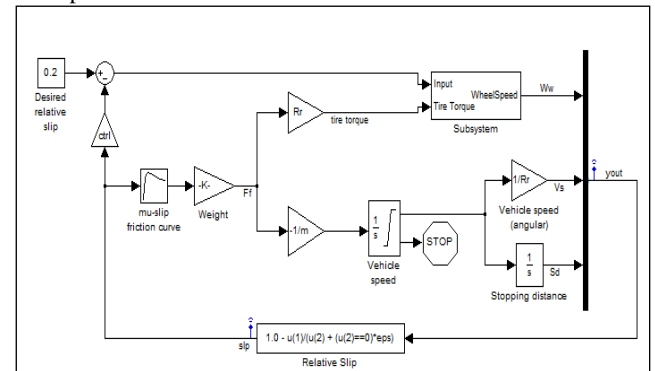 0.2
Desired
relative
slip
+
-
ctrl
mu-slip
friction curve
-K-
Weight
Ff
Rr
tire torque
Input
WheelSpeed
Tire Torque
Subsystem
Ww
-1/m
1
s
Vehicle
speed
STOP
1/Rr
Vs
Vehicle speed
(angular)
1
s
Sd
Stopping distance
yout
slp
1.0 - u(1)/(u(2) + (u(2)==0)*eps)
Relative Slip